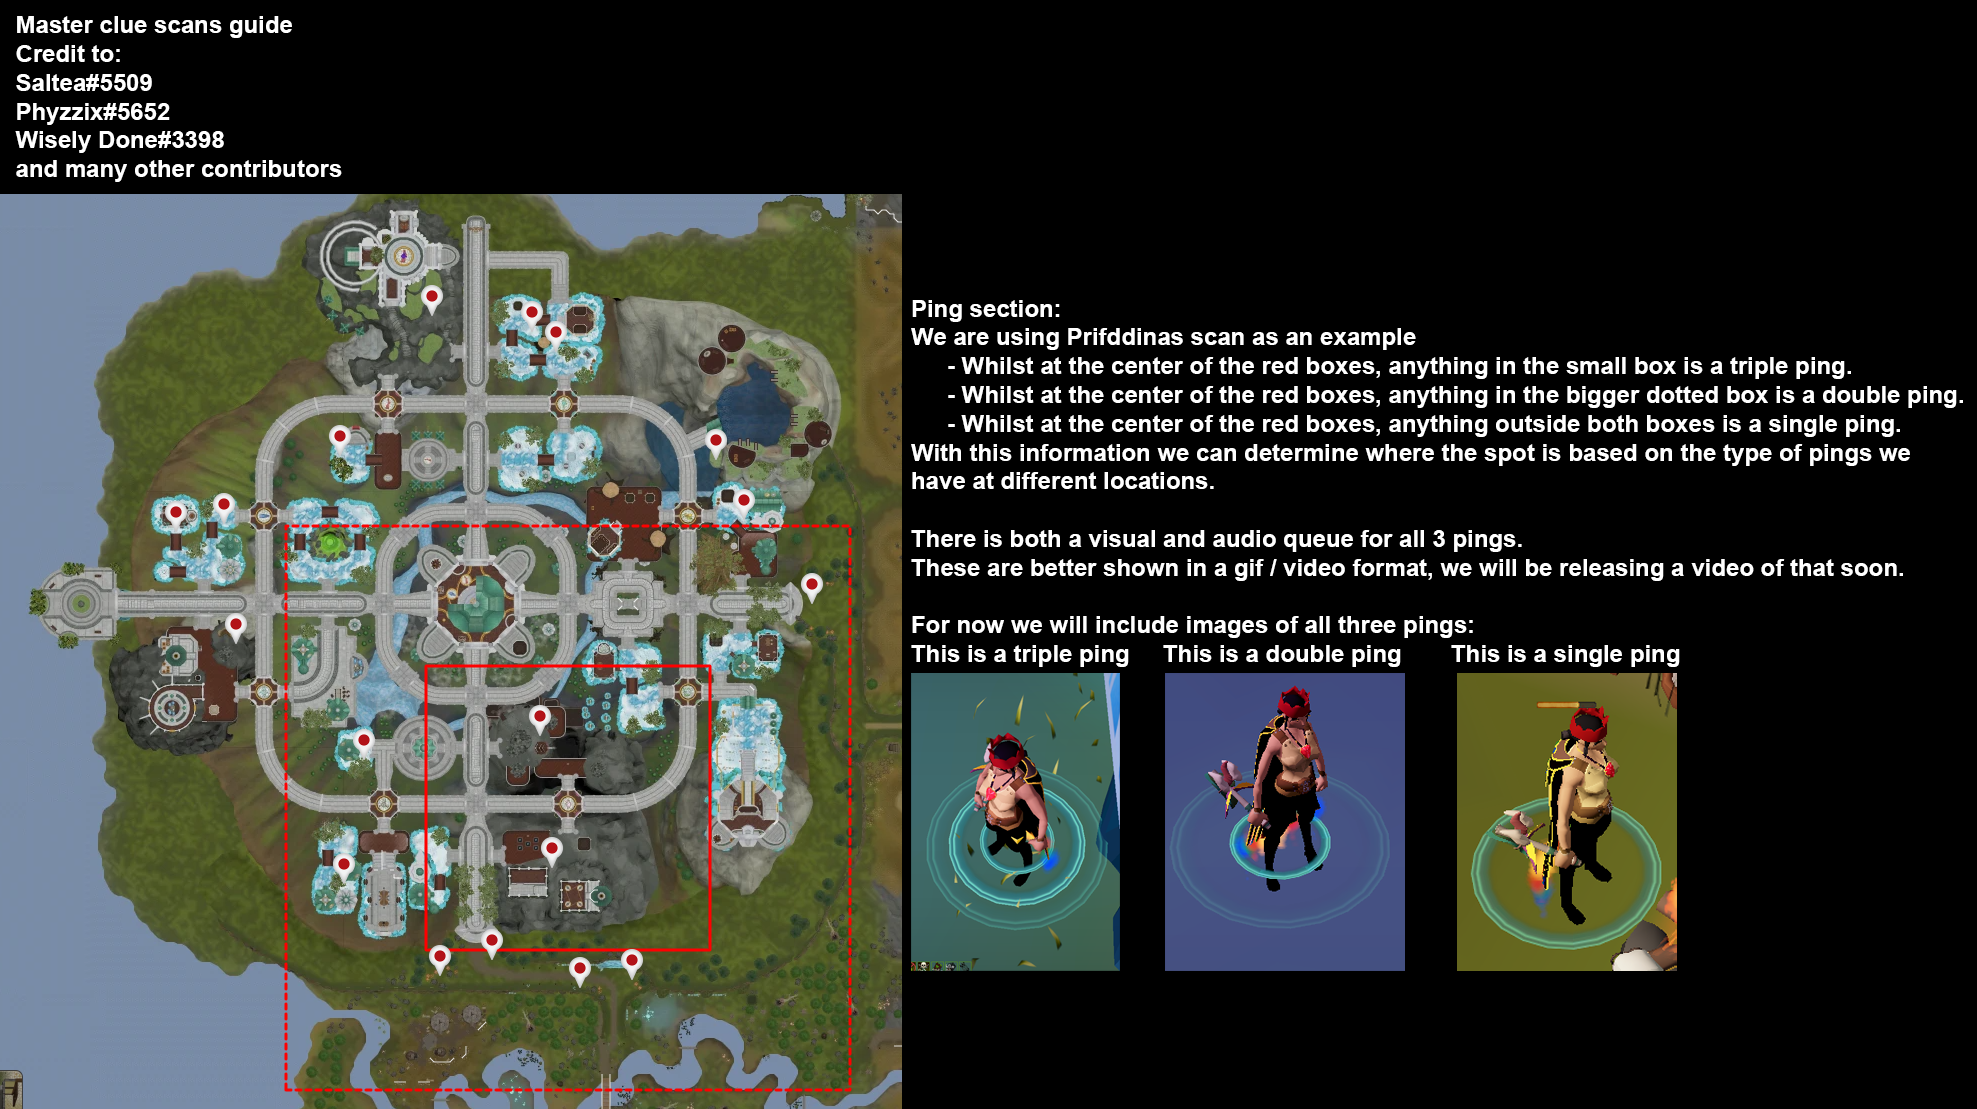 Master clue scans guide
Credit to:
Saltea#5509
Phyzzix#5652
Wisely Done#3398
and many other contributors
Ping section:
We are using Prifddinas scan as an example
- Whilst at the center of the red boxes, anything in the small box is a triple ping.
- Whilst at the center of the red boxes, anything in the bigger dotted box is a double ping.
- Whilst at the center of the red boxes, anything outside both boxes is a single ping.
With this information we can determine where the spot is based on the type of pings we
have at different locations.
There is both a visual and audio queue for all 3 pings.
These are better shown in a gif / video format, we will be releasing a video of that soon.
For now we will include images of all three pings:
This is a triple ping
This is a double ping
This is a single ping